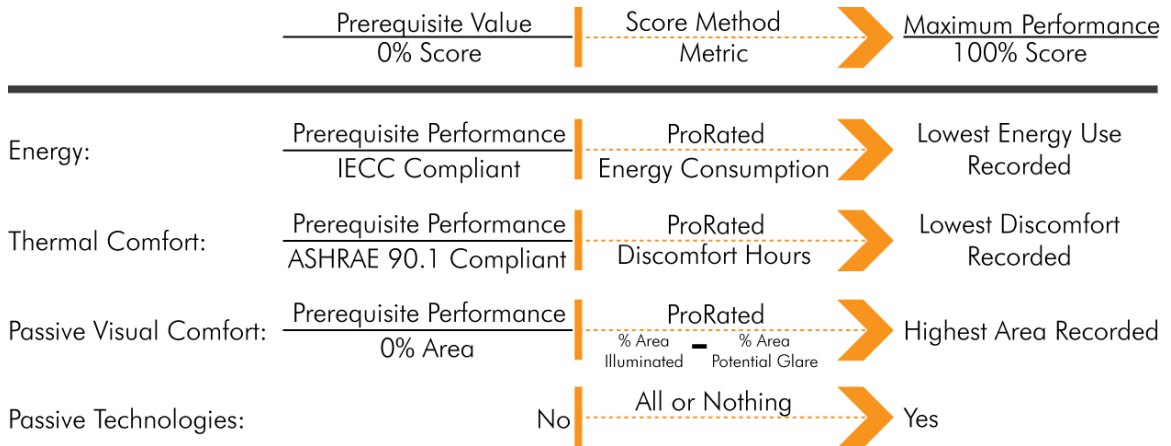 Prerequisite Value Score Method Maximum Performance
0% Score Metric 100% Score
Energy: Prerequisite Performance ProRated Lowest Energy Use
IECC Compliant Energy Consumption Recorded
Thermal Comfort: Prerequisite Performance ProRated Lowest Discomfort
ASHRAE 90.1 Compliant Discomfort Hours Recorded
Passive Visual Comfort: Prerequisite Performance ProRated Highest Area Recorded
0% Area % Area - % Area
Illuminated Potential Glare
Passive Technologies: No All or Nothing Yes